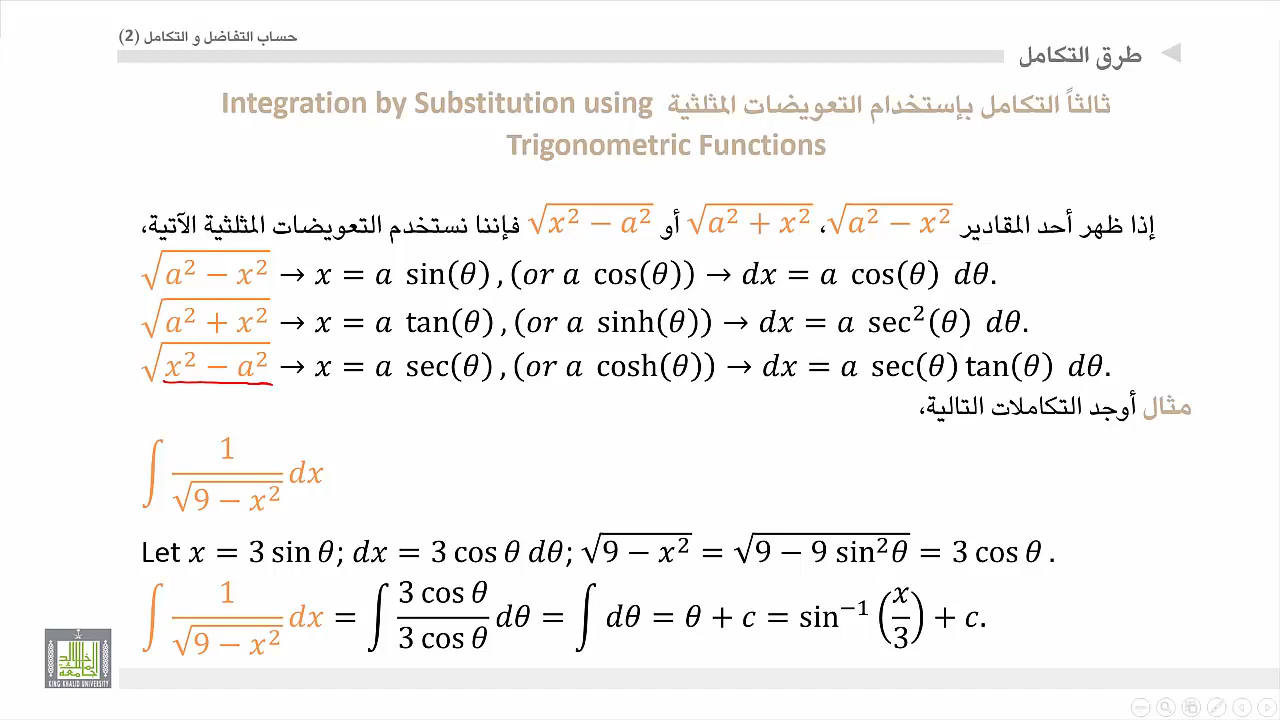 حساب التفاضل و التكامل (2)
طرق التكامل
ثالثاً التكامل بإستخدام التعويضات المثلثية Integration by Substitution using
Trigonometric Functions
إذا ظهر أحد المقادير √(a² − x²)، √(a² + x²) أو √(x² − a²) فإننا نستخدم التعويضات المثلثية الآتية،
√(a² − x²) → x = a sin(θ), (or a cos(θ)) → dx = a cos(θ) dθ.
√(a² + x²) → x = a tan(θ), (or a sinh(θ)) → dx = a sec²(θ) dθ.
√(x² − a²) → x = a sec(θ), (or a cosh(θ)) → dx = a sec(θ) tan(θ) dθ.
مثال أوجد التكاملات التالية،
∫ 1/√(9 − x²) dx
Let x = 3 sin θ; dx = 3 cos θ dθ; √(9 − x²) = √(9 − 9 sin²θ) = 3 cos θ .
∫ 1/√(9 − x²) dx = ∫ (3 cos θ)/(3 cos θ) dθ = ∫ dθ = θ + c = sin⁻¹(x/3) + c.
KING KHALID UNIVERSITY